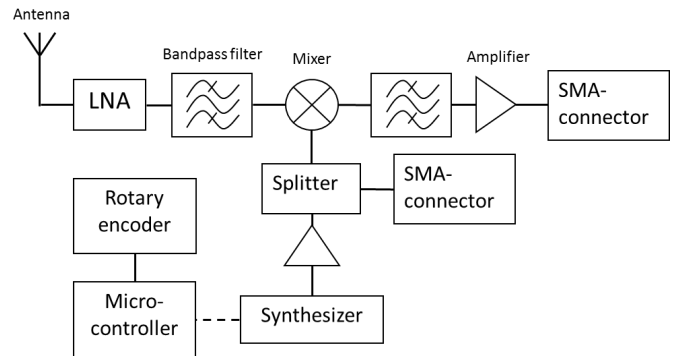 Antenna
Bandpass filter
Mixer
Amplifier
LNA
SMA-
connector
Splitter
SMA-
connector
Rotary
encoder
Micro-
controller
Synthesizer